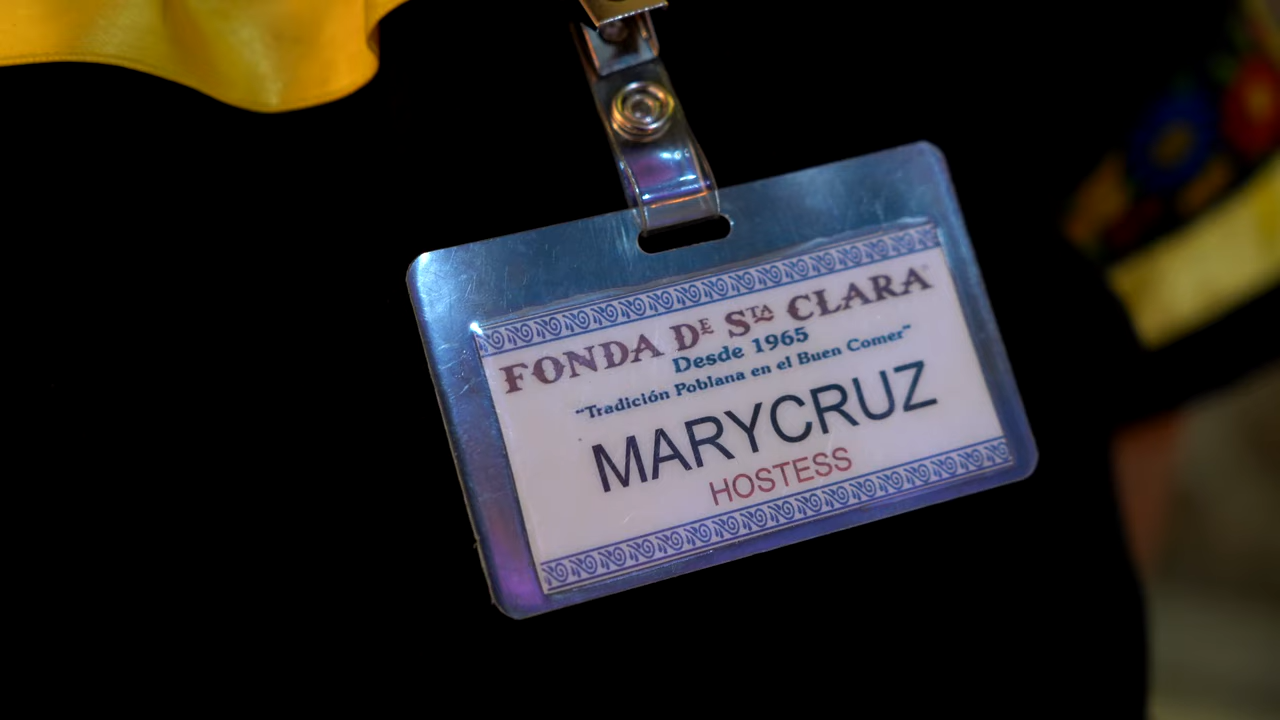 FONDA DE STA CLARA
Desde 1965
"Tradición Poblana en el Buen Comer"
MARYCRUZ
HOSTESS